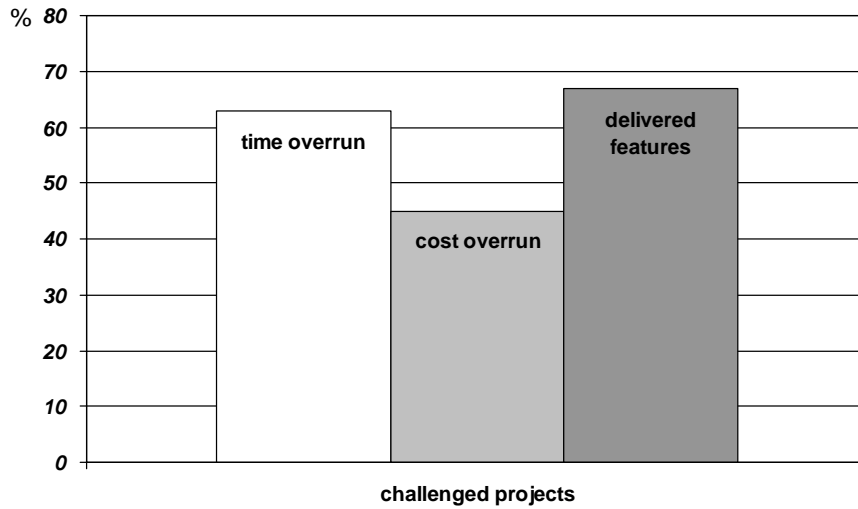 % 80
70
60
50
40
30
20
10
0
time overrun
cost overrun
delivered
features
challenged projects